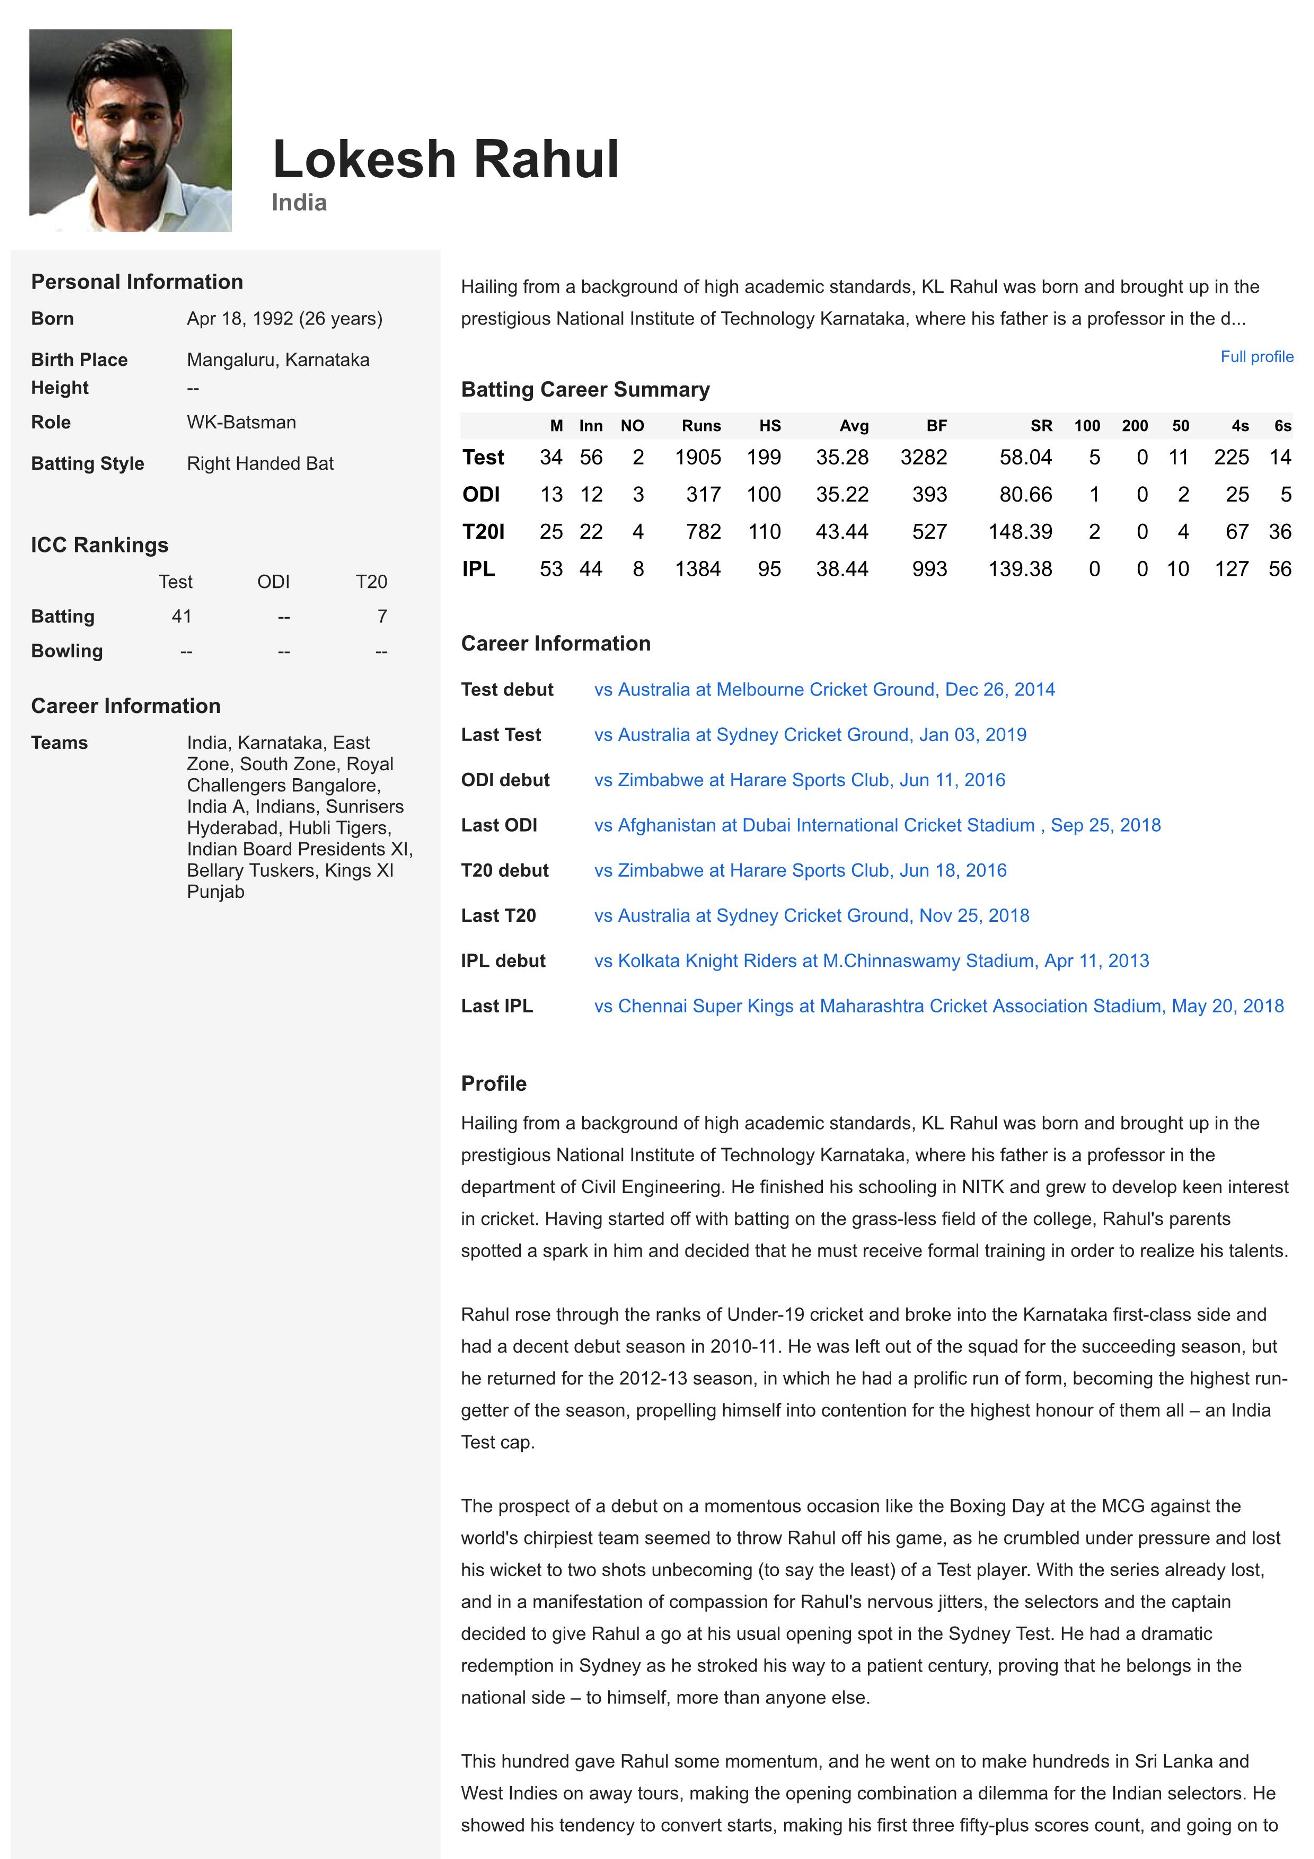 Lokesh Rahul
India
Personal Information
Born Apr 18, 1992 (26 years)
Birth Place Mangaluru, Karnataka
Height --
Role WK-Batsman
Batting Style Right Handed Bat
ICC Rankings
Test ODI T20
Batting 41 -- 7
Bowling -- -- --
Career Information
Teams India, Karnataka, East
Zone, South Zone, Royal
Challengers Bangalore,
India A, Indians, Sunrisers
Hyderabad, Hubli Tigers,
Indian Board Presidents XI,
Bellary Tuskers, Kings XI
Punjab
Hailing from a background of high academic standards, KL Rahul was born and brought up in the
prestigious National Institute of Technology Karnataka, where his father is a professor in the d...
Full profile
Batting Career Summary
M Inn NO Runs HS Avg BF SR 100 200 50 4s 6s
Test 34 56 2 1905 199 35.28 3282 58.04 5 0 11 225 14
ODI 13 12 3 317 100 35.22 393 80.66 1 0 2 25 5
T20I 25 22 4 782 110 43.44 527 148.39 2 0 4 67 36
IPL 53 44 8 1384 95 38.44 993 139.38 0 0 10 127 56
Career Information
Test debut vs Australia at Melbourne Cricket Ground, Dec 26, 2014
Last Test vs Australia at Sydney Cricket Ground, Jan 03, 2019
ODI debut vs Zimbabwe at Harare Sports Club, Jun 11, 2016
Last ODI vs Afghanistan at Dubai International Cricket Stadium , Sep 25, 2018
T20 debut vs Zimbabwe at Harare Sports Club, Jun 18, 2016
Last T20 vs Australia at Sydney Cricket Ground, Nov 25, 2018
IPL debut vs Kolkata Knight Riders at M.Chinnaswamy Stadium, Apr 11, 2013
Last IPL vs Chennai Super Kings at Maharashtra Cricket Association Stadium, May 20, 2018
Profile
Hailing from a background of high academic standards, KL Rahul was born and brought up in the
prestigious National Institute of Technology Karnataka, where his father is a professor in the
department of Civil Engineering. He finished his schooling in NITK and grew to develop keen interest
in cricket. Having started off with batting on the grass-less field of the college, Rahul's parents
spotted a spark in him and decided that he must receive formal training in order to realize his talents.
Rahul rose through the ranks of Under-19 cricket and broke into the Karnataka first-class side and
had a decent debut season in 2010-11. He was left out of the squad for the succeeding season, but
he returned for the 2012-13 season, in which he had a prolific run of form, becoming the highest run-
getter of the season, propelling himself into contention for the highest honour of them all – an India
Test cap.
The prospect of a debut on a momentous occasion like the Boxing Day at the MCG against the
world's chirpiest team seemed to throw Rahul off his game, as he crumbled under pressure and lost
his wicket to two shots unbecoming (to say the least) of a Test player. With the series already lost,
and in a manifestation of compassion for Rahul's nervous jitters, the selectors and the captain
decided to give Rahul a go at his usual opening spot in the Sydney Test. He had a dramatic
redemption in Sydney as he stroked his way to a patient century, proving that he belongs in the
national side – to himself, more than anyone else.
This hundred gave Rahul some momentum, and he went on to make hundreds in Sri Lanka and
West Indies on away tours, making the opening combination a dilemma for the Indian selectors. He
showed his tendency to convert starts, making his first three fifty-plus scores count, and going on to